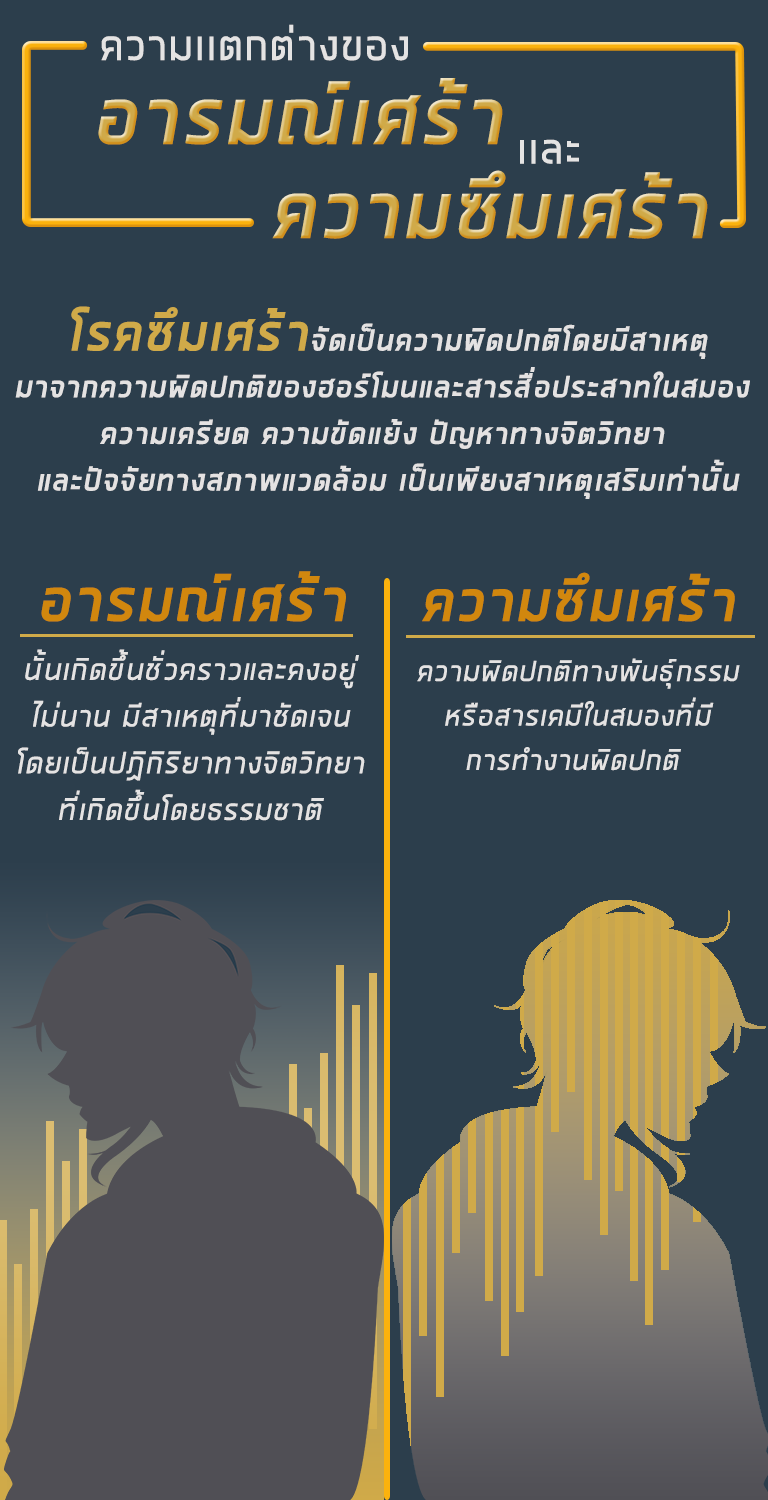 ความแตกต่างของ
อารมณ์เศร้า
และ
ความซึมเศร้า
โรคซึมเศร้าจัดเป็นความผิดปกติโดยมีสาเหตุ
มาจากความผิดปกติของฮอร์โมนและสารสื่อประสาทในสมอง
ความเครียด ความขัดแย้ง ปัญหาทางจิตวิทยา
และปัจจัยทางสภาพแวดล้อม เป็นเพียงสาเหตุเสริมเท่านั้น
อารมณ์เศร้า
นั้นเกิดขึ้นชั่วคราวและคงอยู่
ไม่นาน มีสาเหตุที่มาชัดเจน
โดยเป็นปฏิกิริยาทางจิตวิทยา
ที่เกิดขึ้นโดยธรรมชาติ
ความซึมเศร้า
ความผิดปกติทางพันธุ์กรรม
หรือสารเคมีในสมองที่มี
การทำงานผิดปกติ